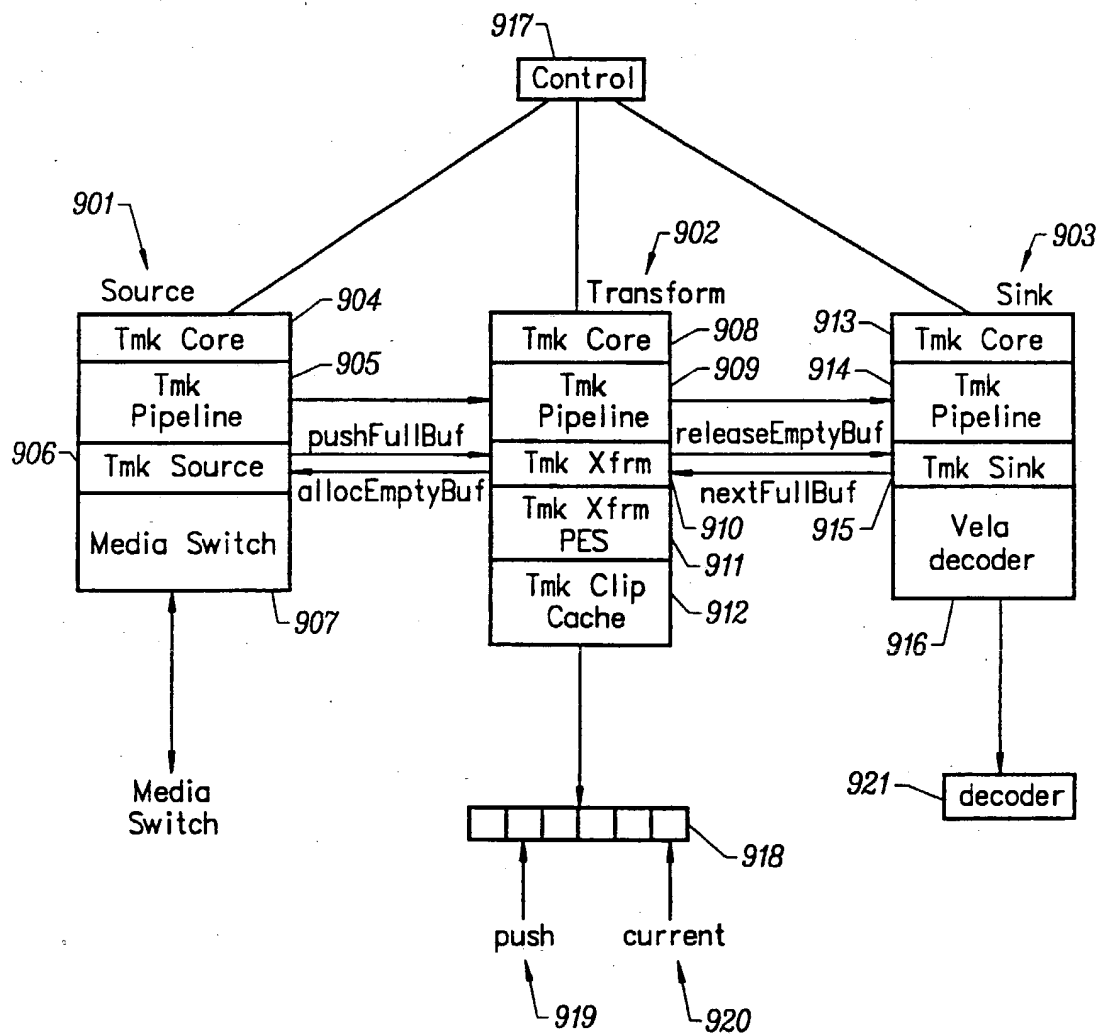 917
Control
901
902
903
Source
Transform
Sink
904
Tmk Core
905
Tmk
Pipeline
pushFullBuf
906
Tmk Source
allocEmptyBuf
Media Switch
907
Media
Switch
908
Tmk Core
909
Tmk
Pipeline
releaseEmptyBuf
Tmk Xfrm
nextFullBuf
910
Tmk Xfrm
PES
911
Tmk Clip
Cache
912
913
Tmk Core
914
Tmk
Pipeline
Tmk Sink
915
Vela
decoder
916
921
decoder
918
push
current
919
920